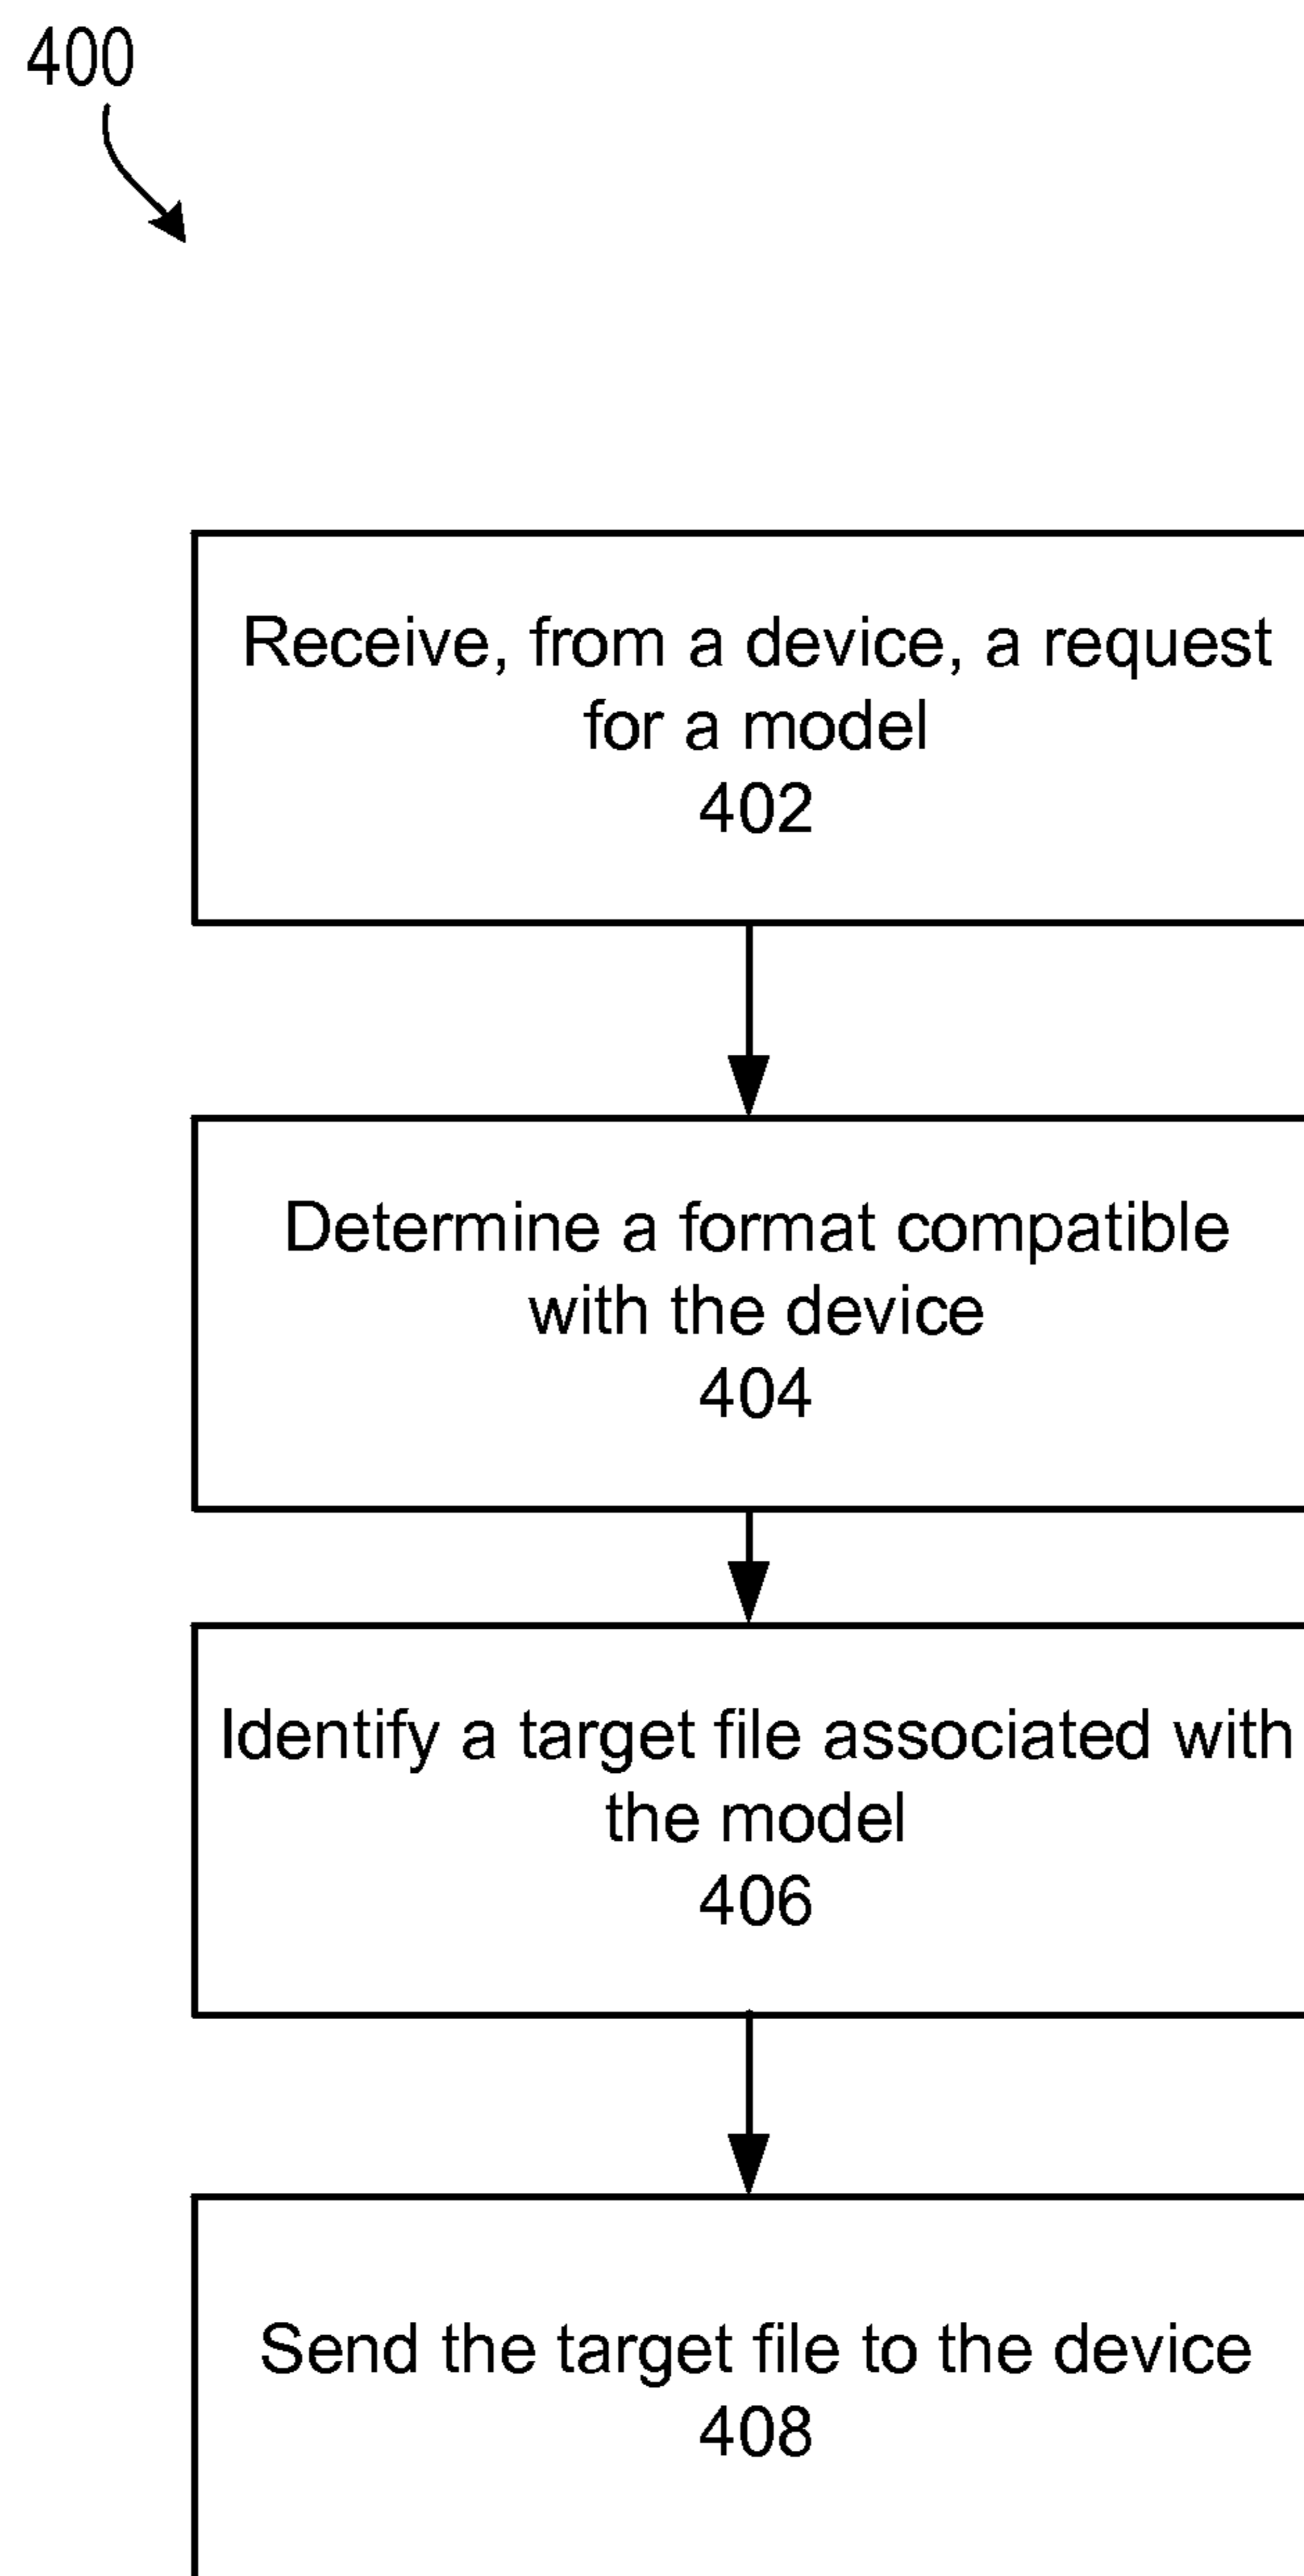 400
Receive, from a device, a request
for a model
402
Determine a format compatible
with the device
404
Identify a target file associated with
the model
406
Send the target file to the device
408